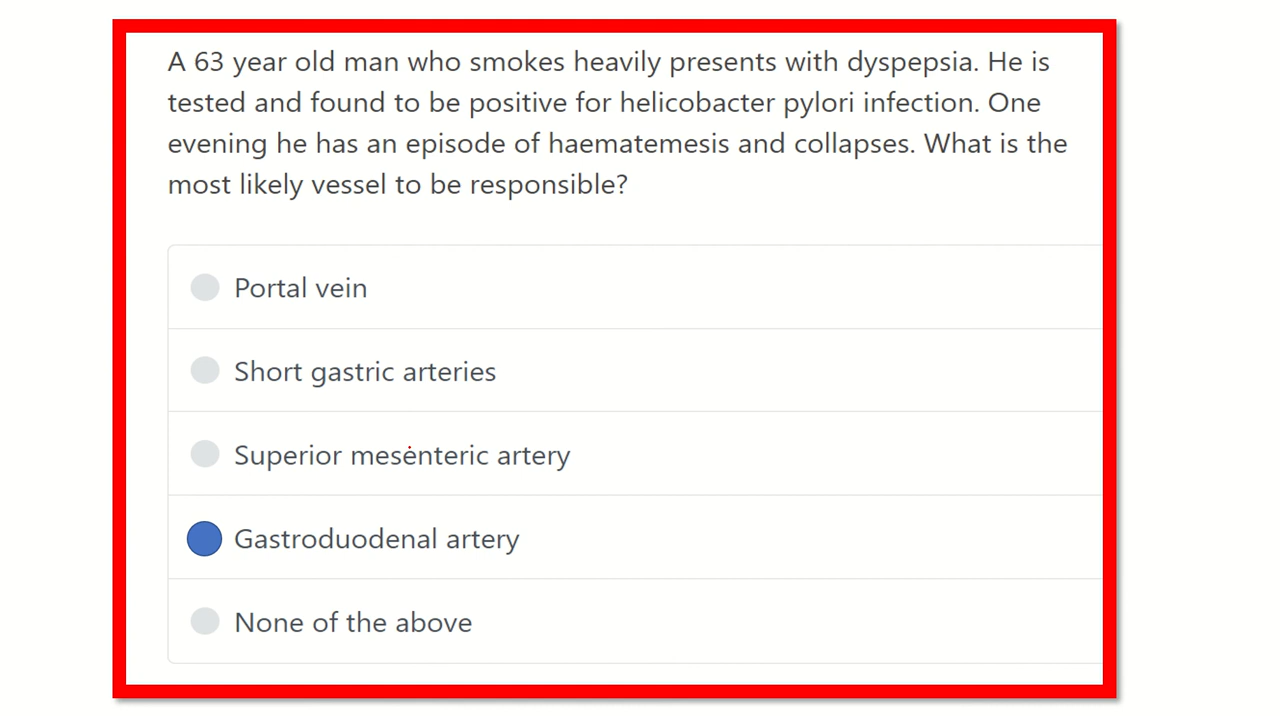 A 63 year old man who smokes heavily presents with dyspepsia. He is
tested and found to be positive for helicobacter pylori infection. One
evening he has an episode of haematemesis and collapses. What is the
most likely vessel to be responsible?
Portal vein
Short gastric arteries
Superior mesenteric artery
Gastroduodenal artery
None of the above